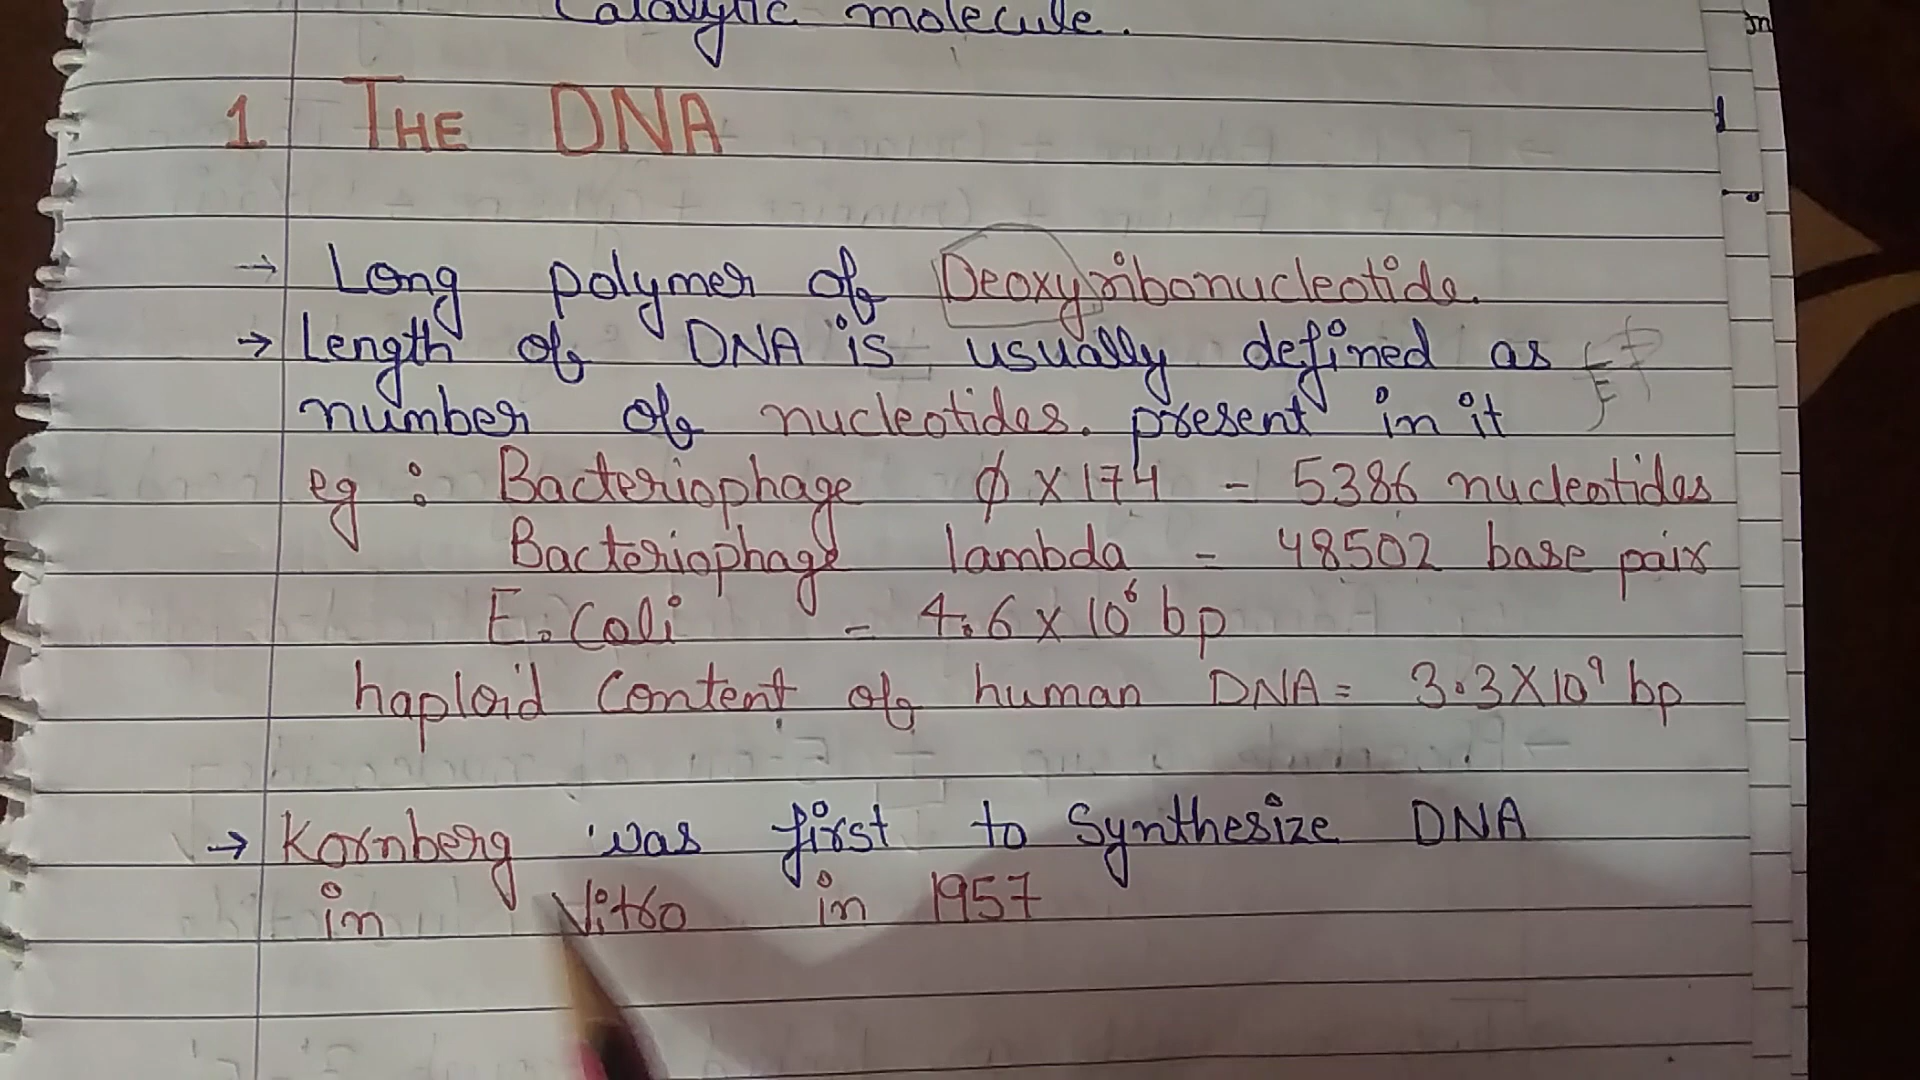 Catalytic molecule.
1 THE DNA
→ Long polymer of Deoxyribonucleotide.
→ Length of DNA is usually defined as
number of nucleotides. present in it
eg : Bacteriophage ϕ x 174 - 5386 nucleotides
Bacteriophage lambda - 48502 base pair
E. Coli - 4.6 x 10⁶ bp
haploid Content of human DNA = 3.3 X 10⁹ bp
→ Kornberg was first to Synthesize DNA
in Vitro in 1957